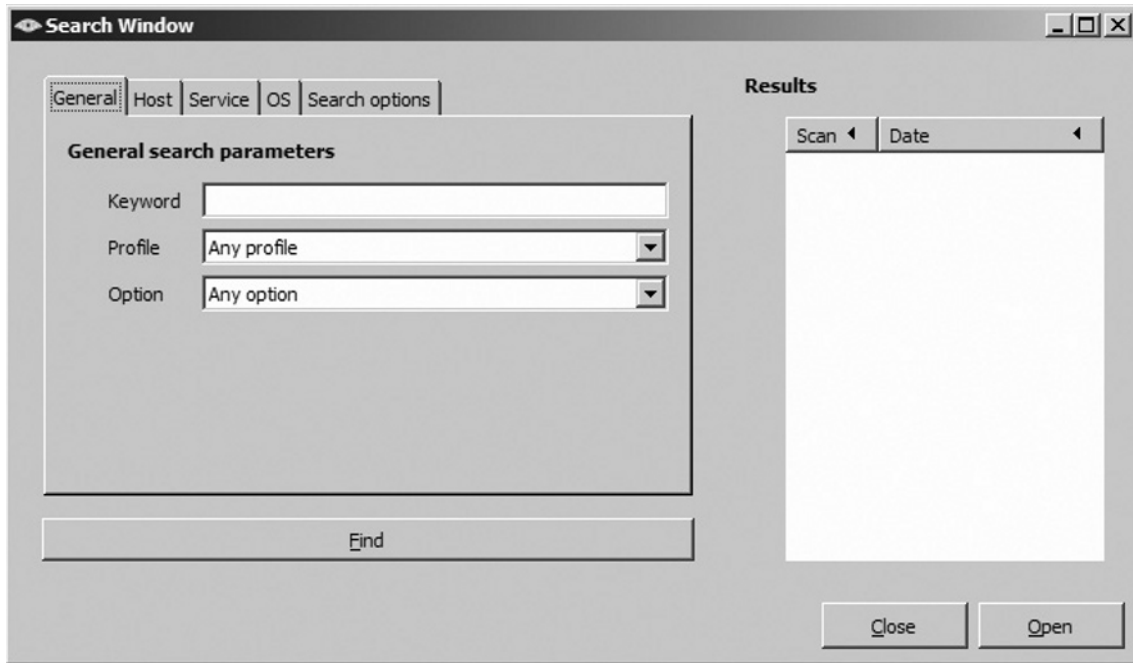 Search Window
General Host Service OS Search options
General search parameters
Keyword
Profile Any profile
Option Any option
Find
Results
Scan Date
Close Open